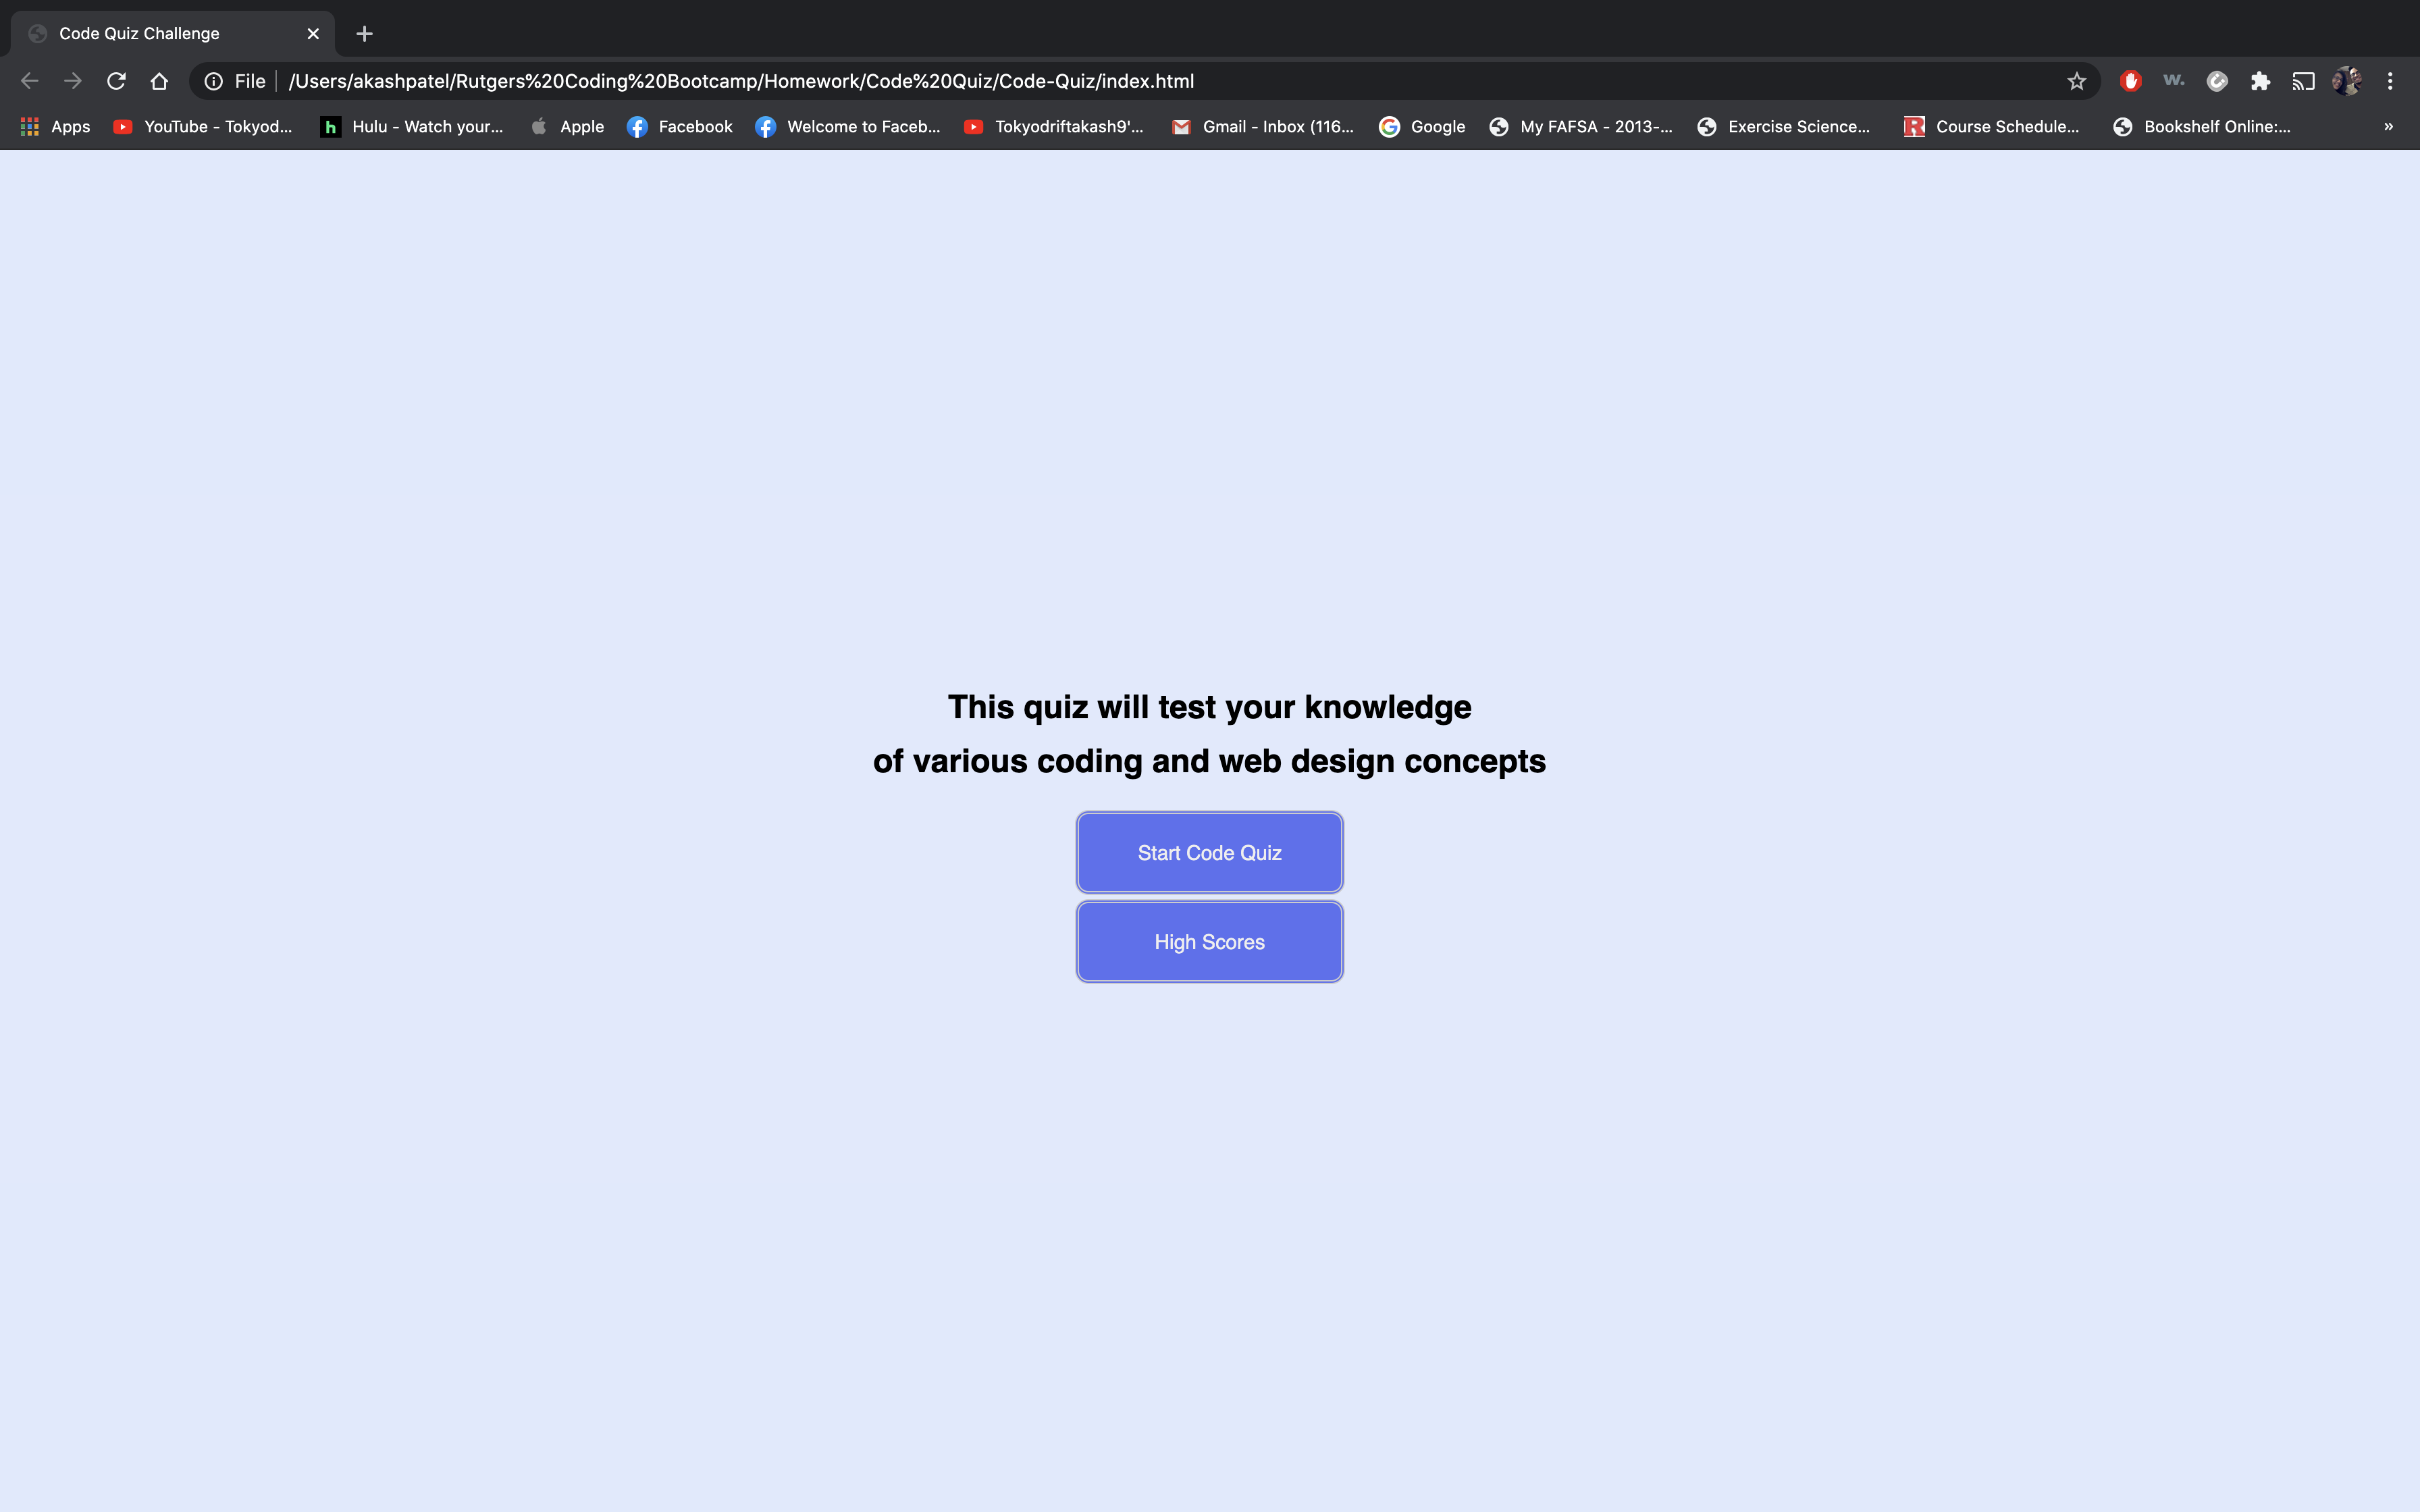 Code Quiz Challenge
File /Users/akashpatel/Rutgers%20Coding%20Bootcamp/Homework/Code%20Quiz/Code-Quiz/index.html
w.
Apps YouTube - Tokyod... h Hulu - Watch your... Apple Facebook Welcome to Faceb... Tokyodriftakash9'... Gmail - Inbox (116... Google My FAFSA - 2013-... Exercise Science... R Course Schedule... Bookshelf Online:... »
This quiz will test your knowledge
of various coding and web design concepts
Start Code Quiz
High Scores